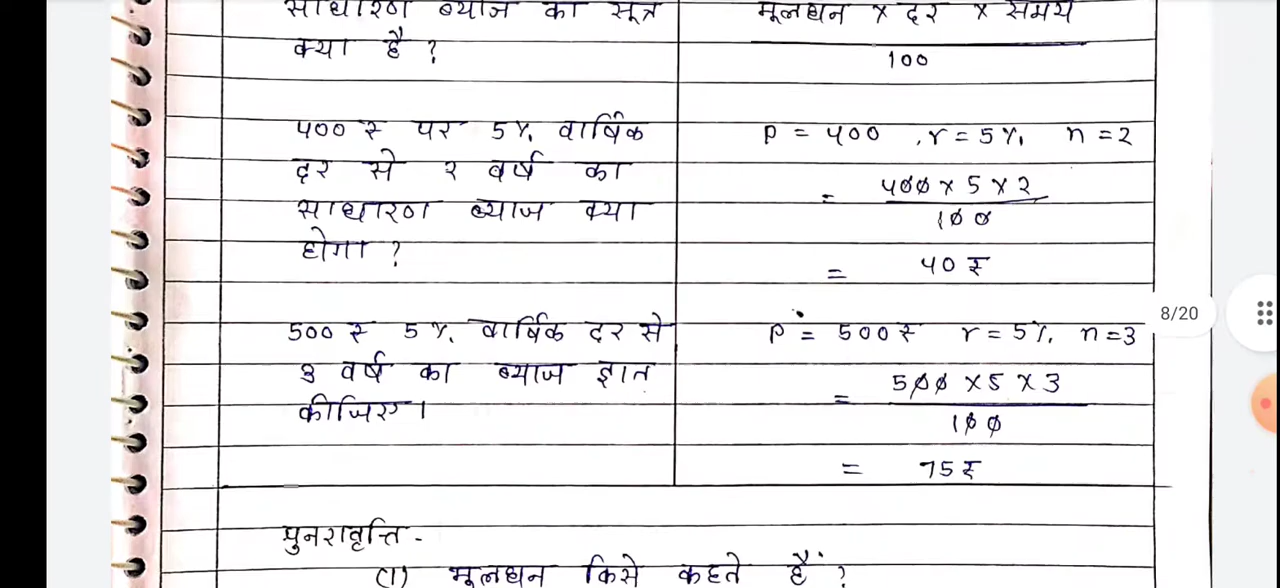 साधारण ब्याज का सूत्र
क्या है ?
मूलधन x दर x समय
100
400 ₹ पर 5%. वार्षिक
दर से २ वर्ष का
साधारण ब्याज क्या
होगा ?
P = 400 , r = 5%. n = 2
= 400 x 5 x 2
100
= 40 ₹
500 ₹ 5%. वार्षिक दर से
3 वर्ष का ब्याज ज्ञात
कीजिए।
P = 500 ₹ r = 5%. n = 3
= 500 x 5 x 3
100
= 75 ₹
8/20
पुनरावृत्ति -
(1) मूलधन किसे कहते हैं ?